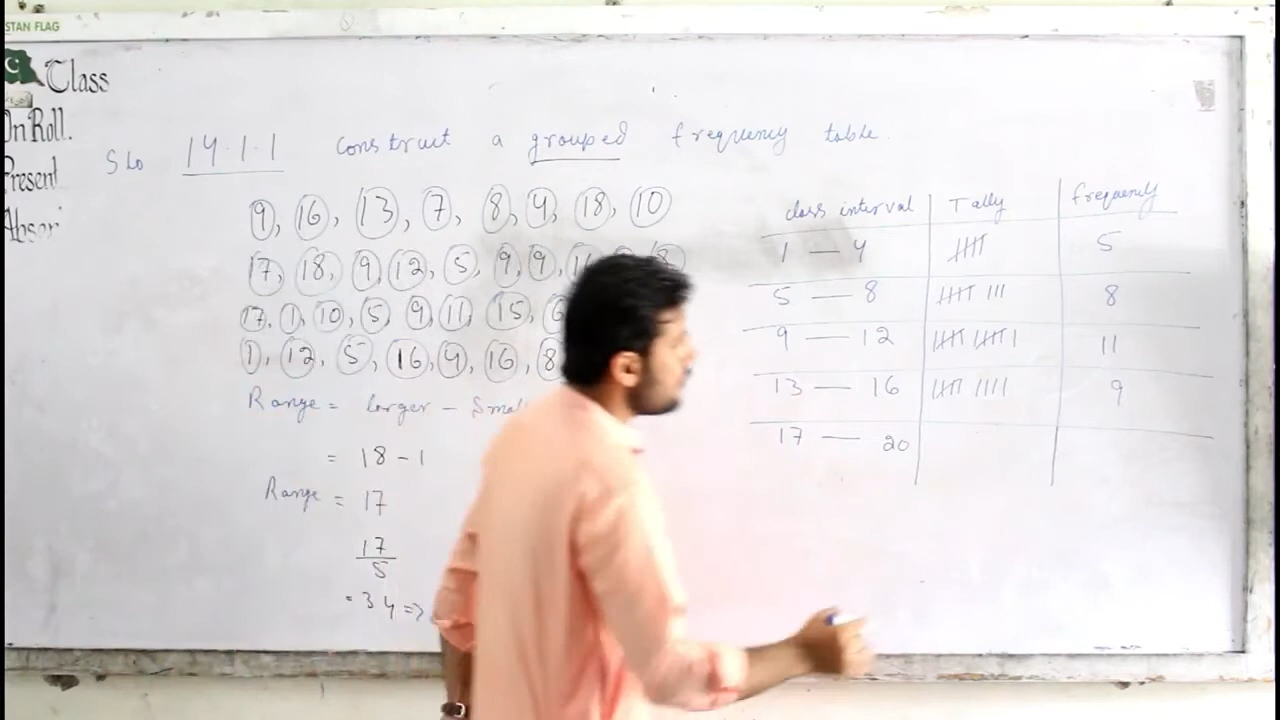 STAN FLAG
Class
On Roll.
Present
Absen
Slo 14.1.1 construct a grouped frequency table.
9, 16, 13, 7, 8, 4, 18, 10
17, 18, 9, 12, 5, 9, 9,
17, 1, 10, 5, 9, 11, 15,
1, 12, 5, 16, 4, 16, 8
Range = larger - Smal
= 18 - 1
Range = 17
17
5
= 3 4 =>
class interval Tally frequency
1 — 4 5
5 — 8 8
9 — 12 11
13 — 16 9
17 — 20